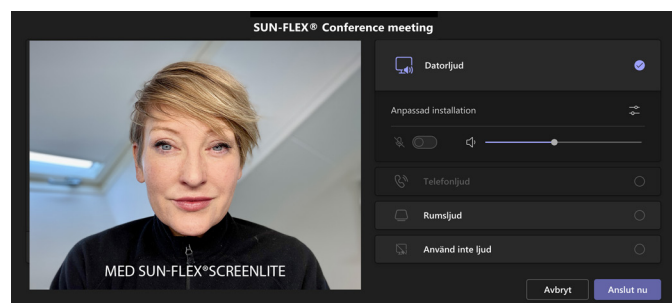 SUN-FLEX® Conference meeting
MED SUN-FLEX®SCREENLITE
Datorljud
Anpassad installation
Telefonljud
Rumsljud
Använd inte ljud
Avbryt
Anslut nu